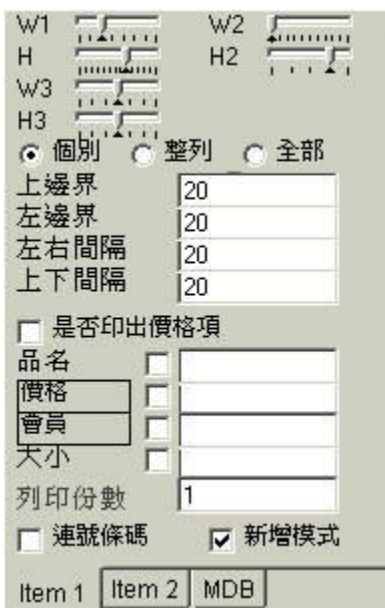 W1 W2
H H2
W3
H3
個別 整列 全部
上邊界 20
左邊界 20
左右間隔 20
上下間隔 20
是否印出價格項
品名
價格
會員
大小
列印份數 1
連號條碼 新增模式
Item 1 Item 2 MDB